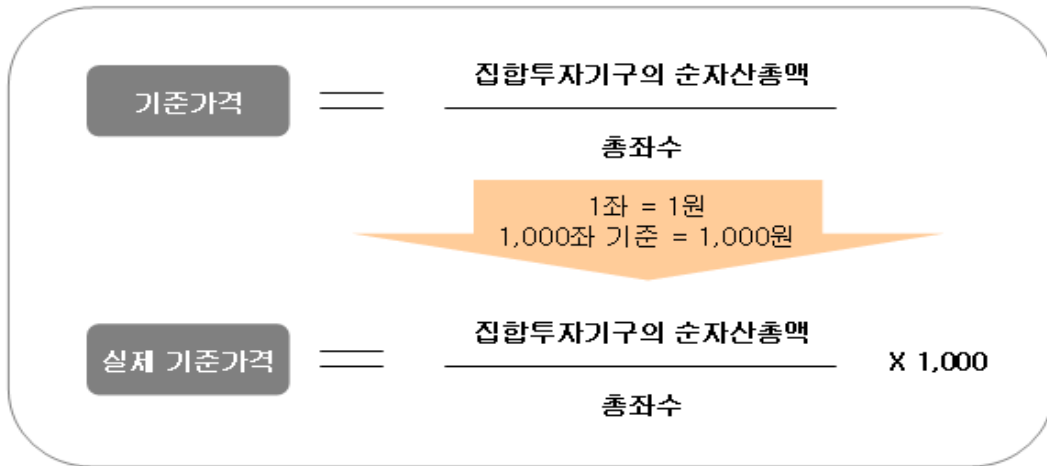 집합투자기구의 순자산총액
기준가격
총좌수
1좌 = 1원
1,000좌 기준 = 1,000원
집합투자기구의 순자산총액
실제 기준가격
X 1,000
총좌수